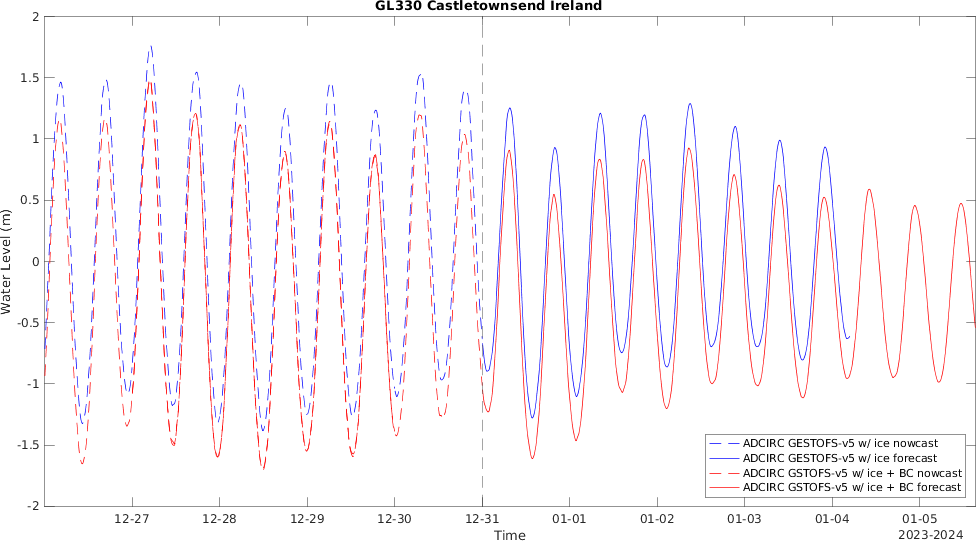 GL330 Castletownsend Ireland
2
1.5
1
0.5
0
-0.5
-1
-1.5
-2
Water Level (m)
12-27 12-28 12-29 12-30 12-31 01-01 01-02 01-03 01-04 01-05
Time
2023-2024
ADCIRC GESTOFS-v5 w/ ice nowcast
ADCIRC GESTOFS-v5 w/ ice forecast
ADCIRC GSTOFS-v5 w/ ice + BC nowcast
ADCIRC GSTOFS-v5 w/ ice + BC forecast